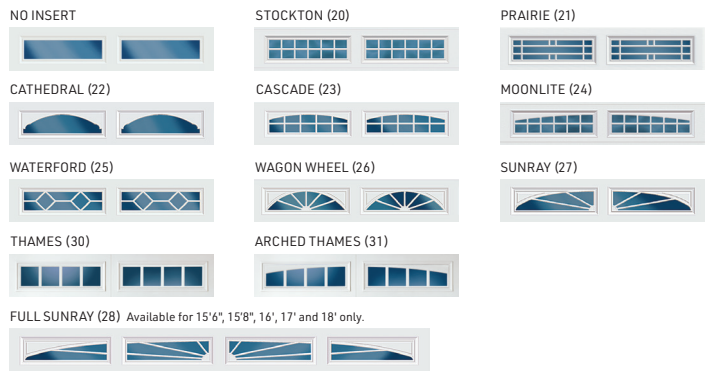 NO INSERT
STOCKTON (20)
PRAIRIE (21)
CATHEDRAL (22)
CASCADE (23)
MOONLITE (24)
WATERFORD (25)
WAGON WHEEL (26)
SUNRAY (27)
THAMES (30)
ARCHED THAMES (31)
FULL SUNRAY (28) Available for 15'6", 15'8", 16', 17' and 18' only.